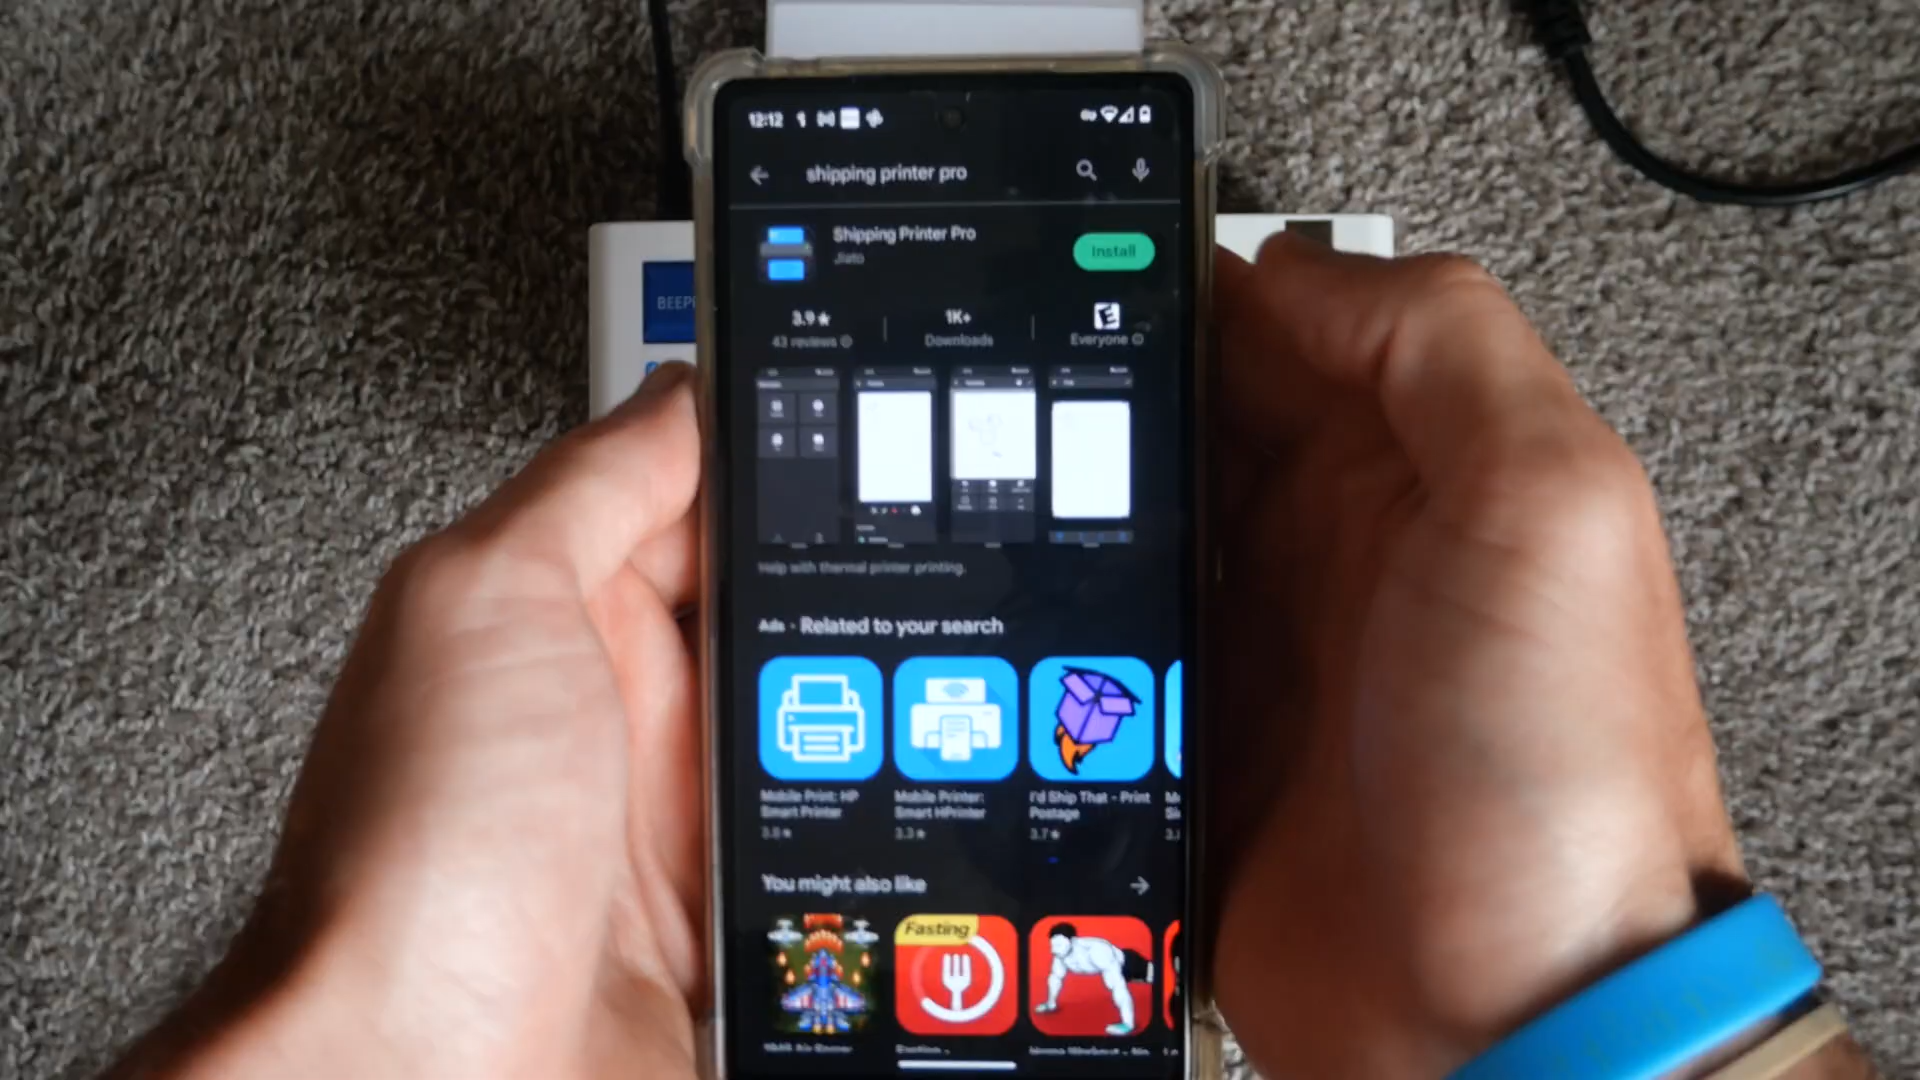 12:12
shipping printer pro
Shipping Printer Pro
Jiato
Install
BEEPR
3.9★
43 reviews
1K+
Downloads
E
Everyone
Help with thermal printer printing.
Ads · Related to your search
Mobile Print: HP
Smart Printer
3.8★
Mobile Printer:
Smart HPrinter
3.3★
I'd Ship That - Print
Postage
3.7★
You might also like
Fasting